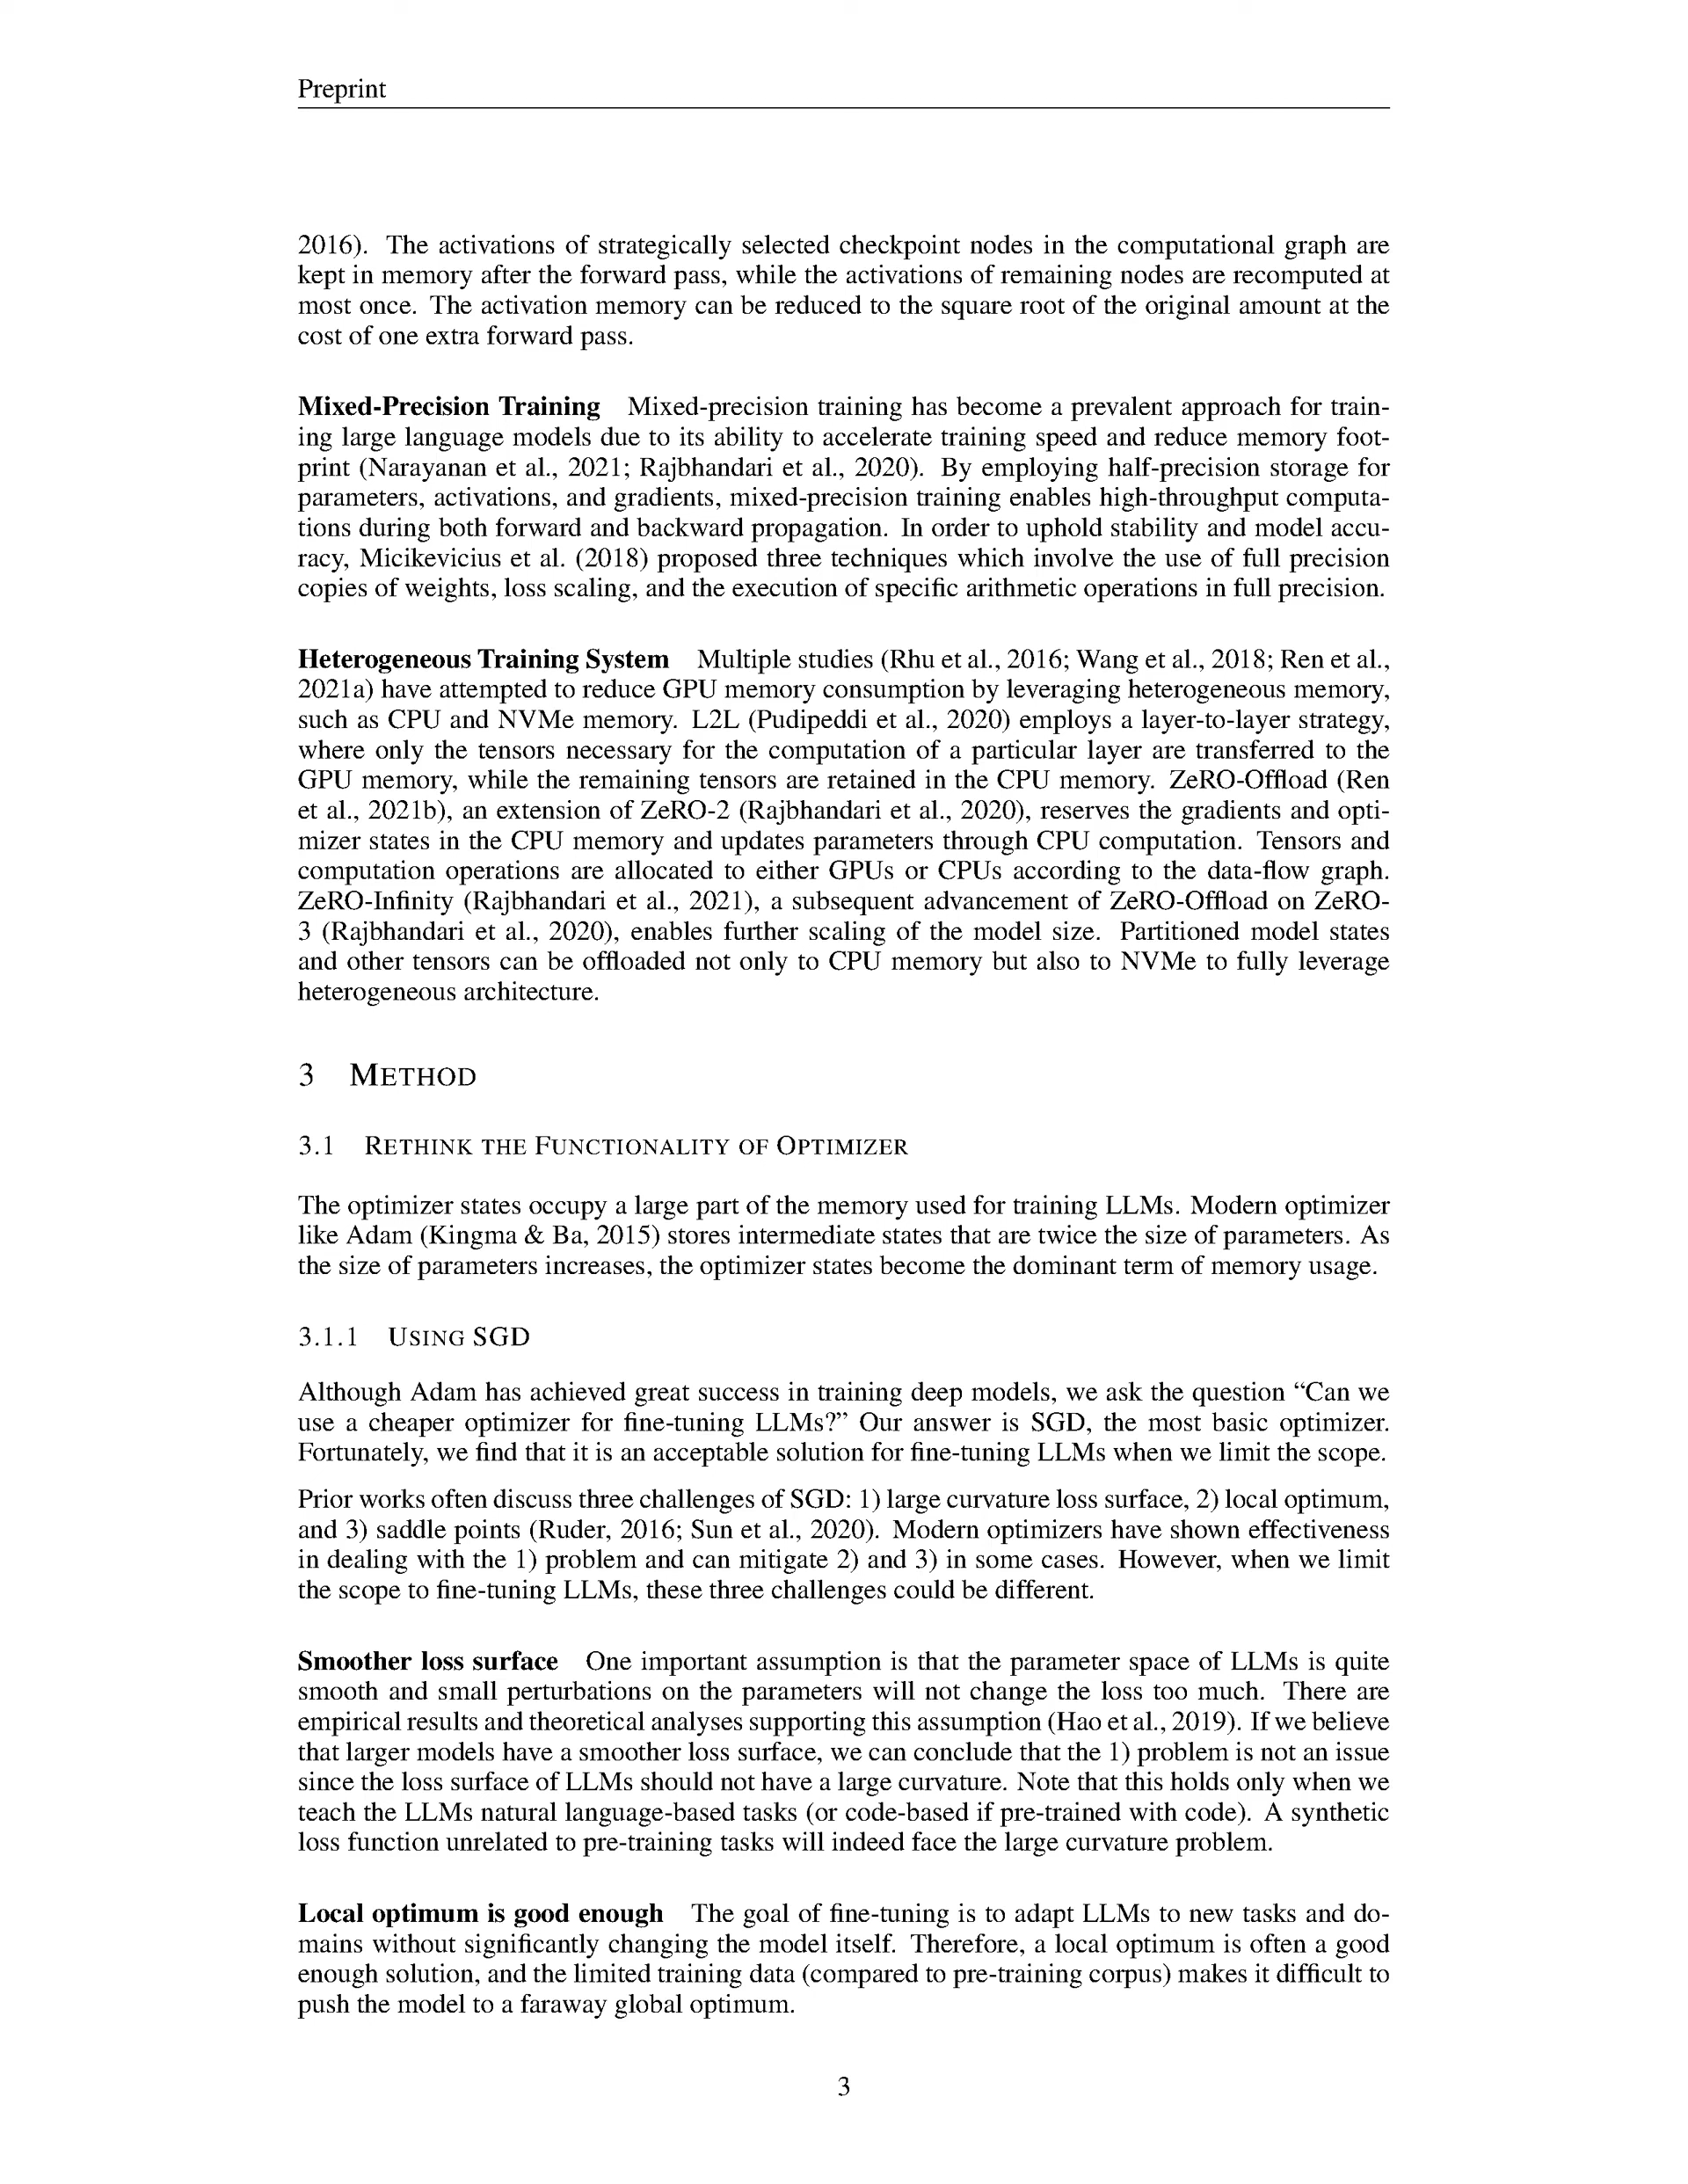 Preprint
2016). The activations of strategically selected checkpoint nodes in the computational graph are
kept in memory after the forward pass, while the activations of remaining nodes are recomputed at
most once. The activation memory can be reduced to the square root of the original amount at the
cost of one extra forward pass.
Mixed-Precision Training Mixed-precision training has become a prevalent approach for train-
ing large language models due to its ability to accelerate training speed and reduce memory foot-
print (Narayanan et al., 2021; Rajbhandari et al., 2020). By employing half-precision storage for
parameters, activations, and gradients, mixed-precision training enables high-throughput computa-
tions during both forward and backward propagation. In order to uphold stability and model accu-
racy, Micikevicius et al. (2018) proposed three techniques which involve the use of full precision
copies of weights, loss scaling, and the execution of specific arithmetic operations in full precision.
Heterogeneous Training System Multiple studies (Rhu et al., 2016; Wang et al., 2018; Ren et al.,
2021a) have attempted to reduce GPU memory consumption by leveraging heterogeneous memory,
such as CPU and NVMe memory. L2L (Pudipeddi et al., 2020) employs a layer-to-layer strategy,
where only the tensors necessary for the computation of a particular layer are transferred to the
GPU memory, while the remaining tensors are retained in the CPU memory. ZeRO-Offload (Ren
et al., 2021b), an extension of ZeRO-2 (Rajbhandari et al., 2020), reserves the gradients and opti-
mizer states in the CPU memory and updates parameters through CPU computation. Tensors and
computation operations are allocated to either GPUs or CPUs according to the data-flow graph.
ZeRO-Infinity (Rajbhandari et al., 2021), a subsequent advancement of ZeRO-Offload on ZeRO-
3 (Rajbhandari et al., 2020), enables further scaling of the model size. Partitioned model states
and other tensors can be offloaded not only to CPU memory but also to NVMe to fully leverage
heterogeneous architecture.
3 METHOD
3.1 RETHINK THE FUNCTIONALITY OF OPTIMIZER
The optimizer states occupy a large part of the memory used for training LLMs. Modern optimizer
like Adam (Kingma & Ba, 2015) stores intermediate states that are twice the size of parameters. As
the size of parameters increases, the optimizer states become the dominant term of memory usage.
3.1.1 USING SGD
Although Adam has achieved great success in training deep models, we ask the question “Can we
use a cheaper optimizer for fine-tuning LLMs?” Our answer is SGD, the most basic optimizer.
Fortunately, we find that it is an acceptable solution for fine-tuning LLMs when we limit the scope.
Prior works often discuss three challenges of SGD: 1) large curvature loss surface, 2) local optimum,
and 3) saddle points (Ruder, 2016; Sun et al., 2020). Modern optimizers have shown effectiveness
in dealing with the 1) problem and can mitigate 2) and 3) in some cases. However, when we limit
the scope to fine-tuning LLMs, these three challenges could be different.
Smoother loss surface One important assumption is that the parameter space of LLMs is quite
smooth and small perturbations on the parameters will not change the loss too much. There are
empirical results and theoretical analyses supporting this assumption (Hao et al., 2019). If we believe
that larger models have a smoother loss surface, we can conclude that the 1) problem is not an issue
since the loss surface of LLMs should not have a large curvature. Note that this holds only when we
teach the LLMs natural language-based tasks (or code-based if pre-trained with code). A synthetic
loss function unrelated to pre-training tasks will indeed face the large curvature problem.
Local optimum is good enough The goal of fine-tuning is to adapt LLMs to new tasks and do-
mains without significantly changing the model itself. Therefore, a local optimum is often a good
enough solution, and the limited training data (compared to pre-training corpus) makes it difficult to
push the model to a faraway global optimum.
3